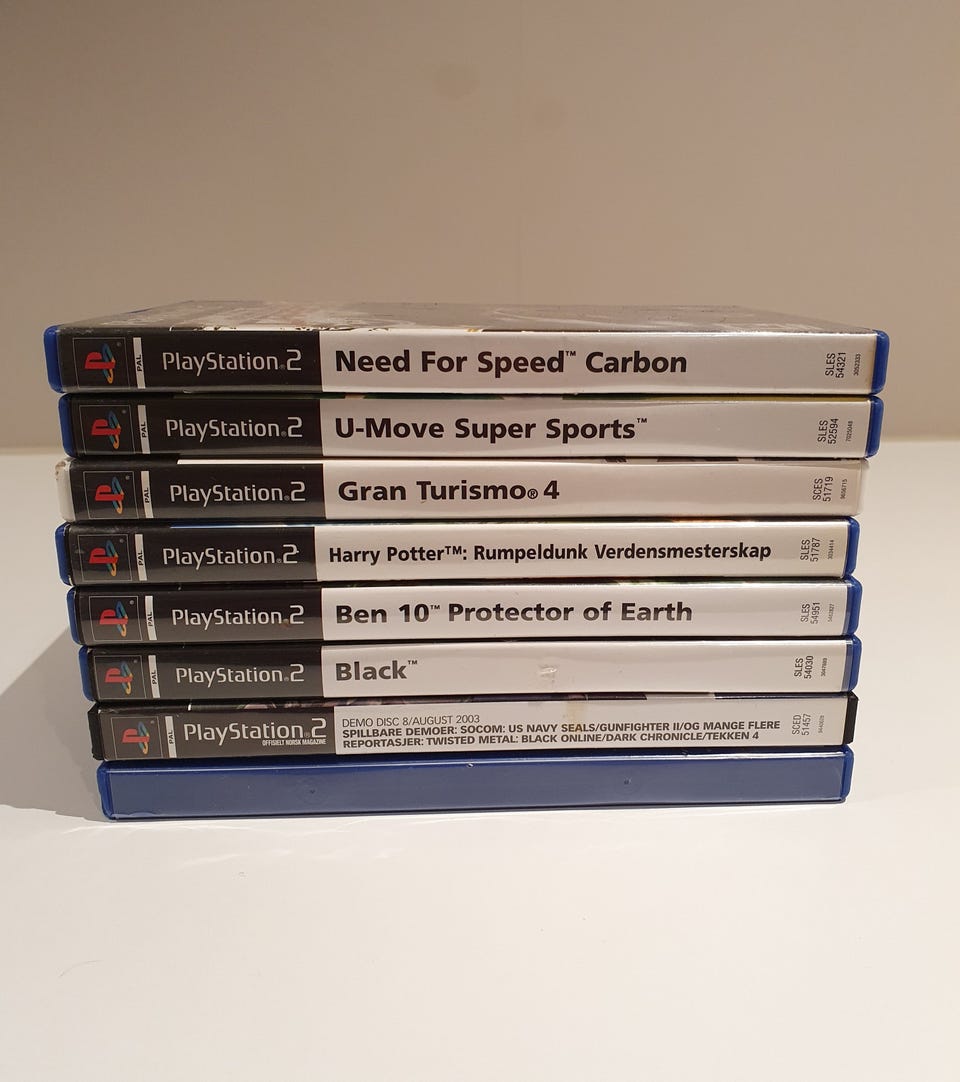 PAL PlayStation®2 Need For Speed™ Carbon SLES 54321 3052333
PAL PlayStation®2 U-Move Super Sports™ SLES 52594 7025048
PAL PlayStation®2 Gran Turismo® 4 SCES 51719 9696715
PAL PlayStation®2 Harry Potter™: Rumpeldunk Verdensmesterskap SLES 51787
PAL PlayStation®2 Ben 10™ Protector of Earth SLES 54951
PAL PlayStation®2 Black™ SLES 54030
PAL PlayStation®2 OFFISIELT NORSK MAGAZINE
DEMO DISC 8/AUGUST 2003
SPILLBARE DEMOER: SOCOM: US NAVY SEALS/GUNFIGHTER II/OG MANGE FLERE
REPORTASJER: TWISTED METAL: BLACK ONLINE/DARK CHRONICLE/TEKKEN 4
SCED 51457